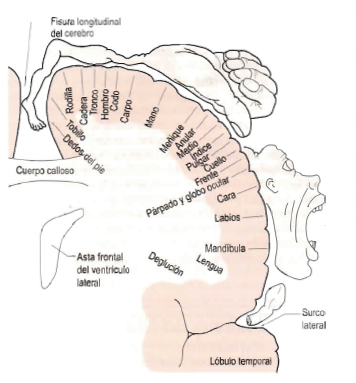 Fisura longitudinal
del cerebro
Rodilla
Cadera
Tronco
Hombro
Codo
Carpo
Mano
Meñique
Anular
Medio
Índice
Pulgar
Cuello
Frente
Párpado y globo ocular
Cara
Labios
Mandíbula
Lengua
Deglución
Tobillo
Dedos del pie
Cuerpo calloso
Asta frontal
del ventrículo
lateral
Surco
lateral
Lóbulo temporal